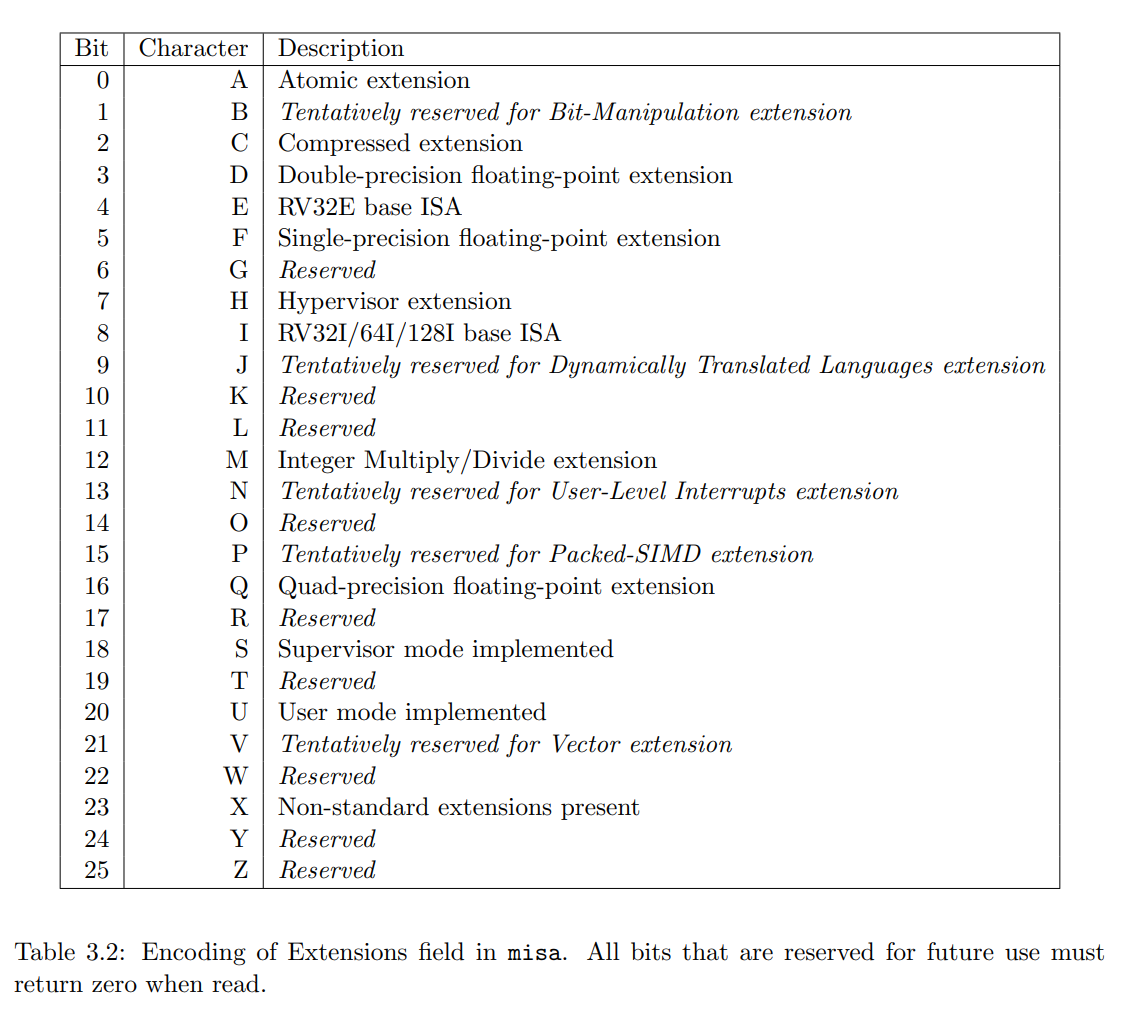 Bit Character Description
0 A Atomic extension
1 B Tentatively reserved for Bit-Manipulation extension
2 C Compressed extension
3 D Double-precision floating-point extension
4 E RV32E base ISA
5 F Single-precision floating-point extension
6 G Reserved
7 H Hypervisor extension
8 I RV32I/64I/128I base ISA
9 J Tentatively reserved for Dynamically Translated Languages extension
10 K Reserved
11 L Reserved
12 M Integer Multiply/Divide extension
13 N Tentatively reserved for User-Level Interrupts extension
14 O Reserved
15 P Tentatively reserved for Packed-SIMD extension
16 Q Quad-precision floating-point extension
17 R Reserved
18 S Supervisor mode implemented
19 T Reserved
20 U User mode implemented
21 V Tentatively reserved for Vector extension
22 W Reserved
23 X Non-standard extensions present
24 Y Reserved
25 Z Reserved
Table 3.2: Encoding of Extensions field in misa. All bits that are reserved for future use must
return zero when read.